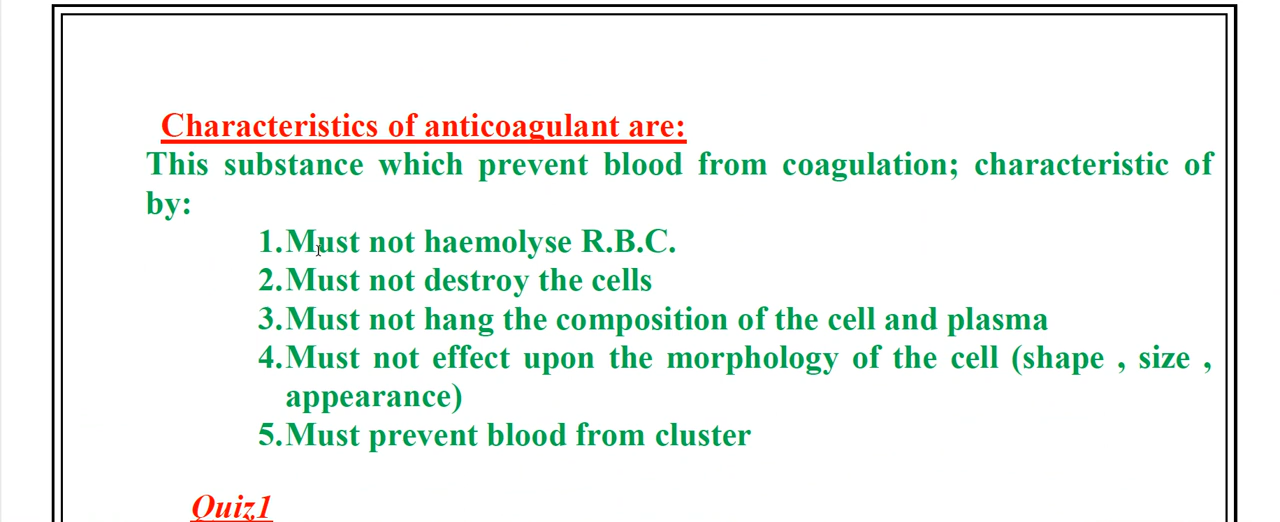 Characteristics of anticoagulant are:
This substance which prevent blood from coagulation; characteristic of
by:
1.Must not haemolyse R.B.C.
2.Must not destroy the cells
3.Must not hang the composition of the cell and plasma
4.Must not effect upon the morphology of the cell (shape , size ,
appearance)
5.Must prevent blood from cluster
Quiz1